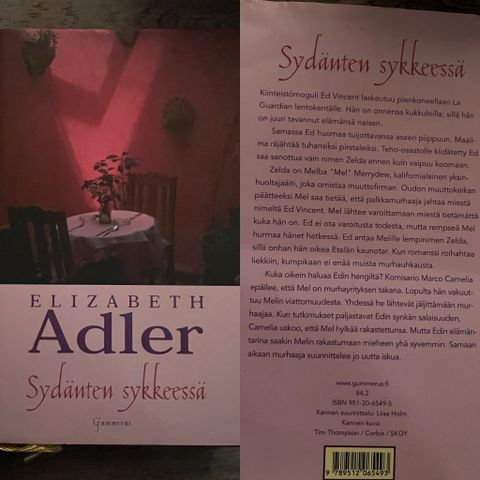 ELIZABETH
Adler
Sydänten sykkeessä
Gummerus
Sydänten sykkeessä
Kiinteistömoguli Ed Vincent laskeutuu pienkoneellaan La
Guardian lentokentälle. Hän on onnensa kukkuloilla, sillä hän
on juuri tavannut elämänsä naisen.
Samassa Ed huomaa tuijottavansa aseen piippuun. Maail-
ma räjähtää tuhansiksi pirstaleiksi. Teho-osastolle kiidätetty Ed
saa sanottua vain nimen Zelda ennen kuin vaipuu koomaan.
Zelda on Melba "Mel" Merrydew, kalifornialainen yksin-
huoltajaäiti, joka omistaa muuttofirman. Oudon muuttokeikan
päätteeksi Mel saa tietää, että palkkamurhaaja jahtaa miestä
nimeltä Ed Vincent. Mel lähtee varoittamaan miestä tietämättä
kuka hän on. Ed ei ota varoitusta todesta, mutta rempseä Mel
hurmaa hänet hetkessä. Ed antaa Melille lempinimen Zelda,
sillä onhan hän oikea Etelän kaunotar. Kun romanssi roihahtaa
liekkiin, kumpikaan ei enää muista murhauhkausta.
Kuka oikein haluaa Edin hengiltä? Komisario Marco Camelia
epäilee, että Mel on murhayrityksen takana. Lopulta hän vakuut-
tuu Melin viattomuudesta. Yhdessä he lähtevät jäljittämään mur-
haajaa. Kun tutkimukset paljastavat Edin synkän salaisuuden,
Camelia uskoo, että Mel hylkää rakastettunsa. Mutta Edin elämän-
tarina saakin Melin rakastumaan mieheen yhä syvemmin. Samaan
aikaan murhaaja suunnittelee jo uutta iskua.
www.gummerus.fi
84.2
ISBN 951-20-6549-5
Kannen suunnittelu: Liisa Holm
Kannen kuva:
Tim Thompson / Corbis / SKOY
9 789512 065493